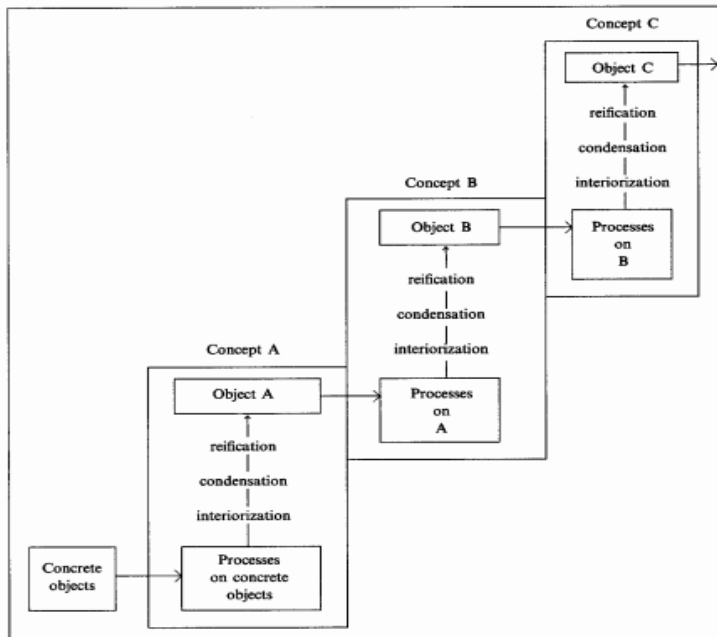 Concept C
Object C
reification
condensation
interiorization
Processes
on
B
Concept B
Object B
reification
condensation
interiorization
Processes
on
A
Concept A
Object A
reification
condensation
interiorization
Processes
on concrete
objects
Concrete
objects